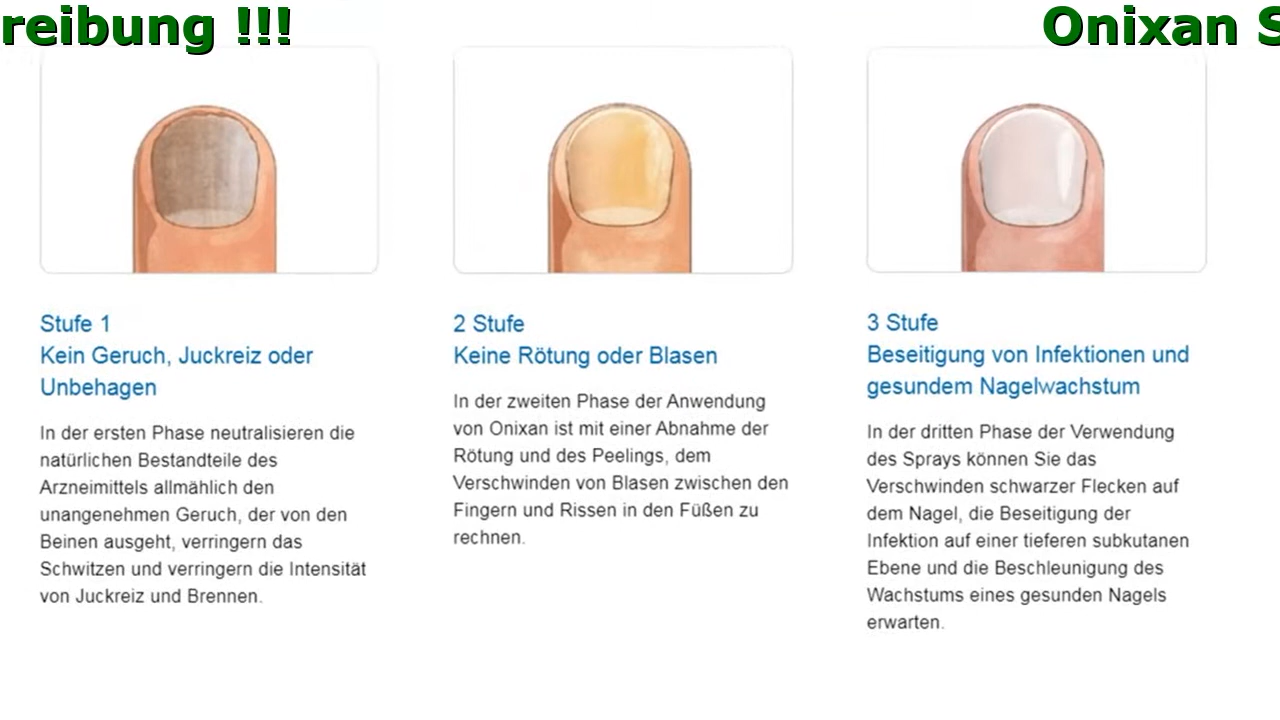 reibung !!!
Onixan S
Stufe 1
Kein Geruch, Juckreiz oder
Unbehagen
In der ersten Phase neutralisieren die
natürlichen Bestandteile des
Arzneimittels allmählich den
unangenehmen Geruch, der von den
Beinen ausgeht, verringern das
Schwitzen und verringern die Intensität
von Juckreiz und Brennen.
2 Stufe
Keine Rötung oder Blasen
In der zweiten Phase der Anwendung
von Onixan ist mit einer Abnahme der
Rötung und des Peelings, dem
Verschwinden von Blasen zwischen den
Fingern und Rissen in den Füßen zu
rechnen.
3 Stufe
Beseitigung von Infektionen und
gesundem Nagelwachstum
In der dritten Phase der Verwendung
des Sprays können Sie das
Verschwinden schwarzer Flecken auf
dem Nagel, die Beseitigung der
Infektion auf einer tieferen subkutanen
Ebene und die Beschleunigung des
Wachstums eines gesunden Nagels
erwarten.